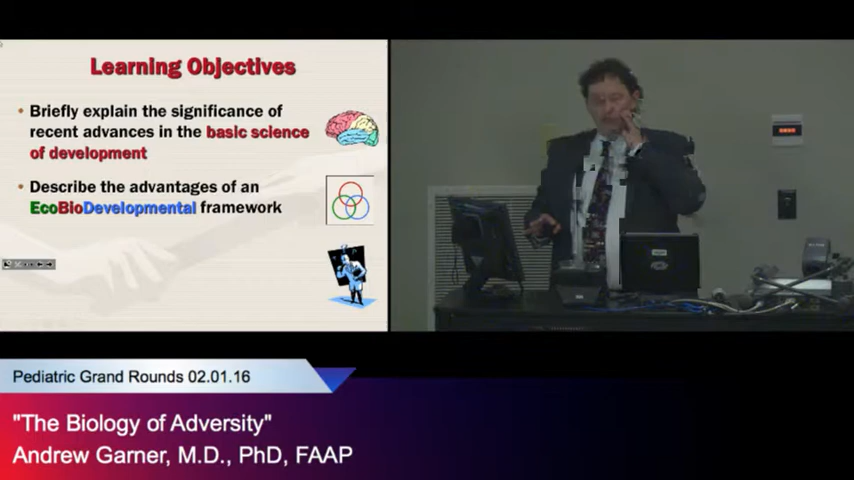 Learning Objectives
• Briefly explain the significance of
recent advances in the basic science
of development
• Describe the advantages of an
EcoBioDevelopmental framework
Pediatric Grand Rounds 02.01.16
"The Biology of Adversity"
Andrew Garner, M.D., PhD, FAAP